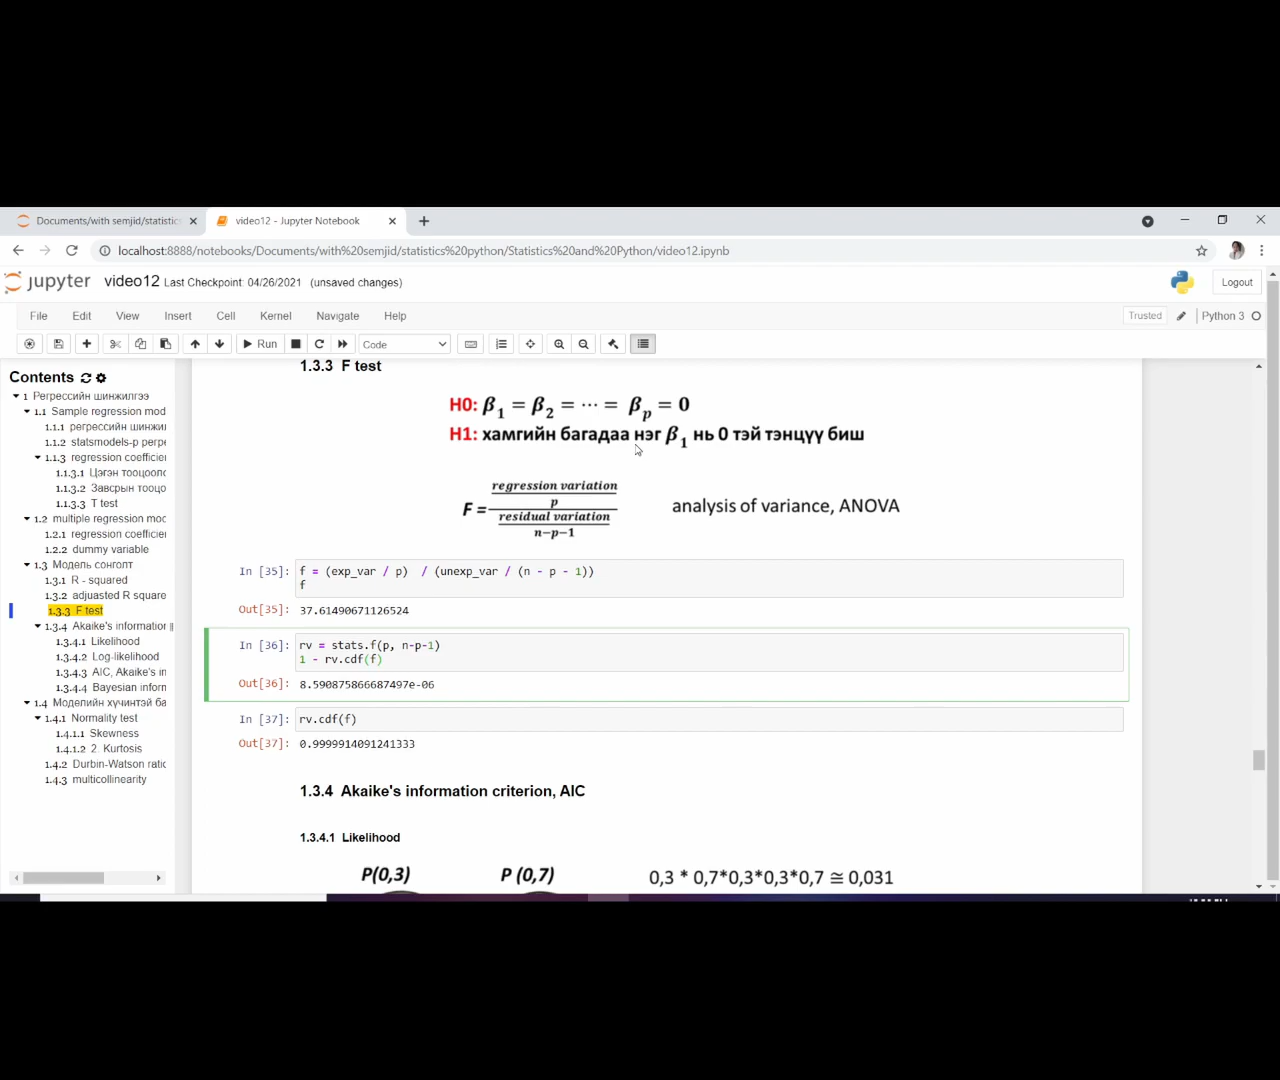 Documents/with semjid/statistic
video12 - Jupyter Notebook
localhost:8888/notebooks/Documents/with%20semjid/statistics%20python/Statistics%20and%20Python/video12.ipynb
jupyter video12 Last Checkpoint: 04/26/2021 (unsaved changes)
Logout
File Edit View Insert Cell Kernel Navigate Help
Trusted Python 3
Run Code
Contents
1 Регрессийн шинжилгээ
1.1 Sample regression mod
1.1.1 регрессийн шинжи
1.1.2 statsmodels-р регре
1.1.3 regression coefficie
1.1.3.1 Цэгэн тооцоол
1.1.3.2 Завсрын тооцо
1.1.3.3 T test
1.2 multiple regression mod
1.2.1 regression coefficier
1.2.2 dummy variable
1.3 Модель сонголт
1.3.1 R - squared
1.3.2 adjuasted R square
1.3.3 F test
1.3.4 Akaike's information
1.3.4.1 Likelihood
1.3.4.2 Log-likelihood
1.3.4.3 AIC, Akaike's in
1.3.4.4 Bayesian inforn
1.4 Моделийн хүчинтэй ба
1.4.1 Normality test
1.4.1.1 Skewness
1.4.1.2 2. Kurtosis
1.4.2 Durbin-Watson ratic
1.4.3 multicollinearity
1.3.3 F test
H0: β1 = β2 = ⋯ = βp = 0
H1: хамгийн багадаа нэг β1 нь 0 тэй тэнцүү биш
regression variation
p
F =
residual variation
n−p−1
analysis of variance, ANOVA
In [35]: f = (exp_var / p) / (unexp_var / (n - p - 1))
f
Out[35]: 37.61490671126524
In [36]: rv = stats.f(p, n-p-1)
1 - rv.cdf(f)
Out[36]: 8.590875866687497e-06
In [37]: rv.cdf(f)
Out[37]: 0.9999914091241333
1.3.4 Akaike's information criterion, AIC
1.3.4.1 Likelihood
P(0,3) P (0,7) 0,3 * 0,7*0,3*0,3*0,7 ≅ 0,031